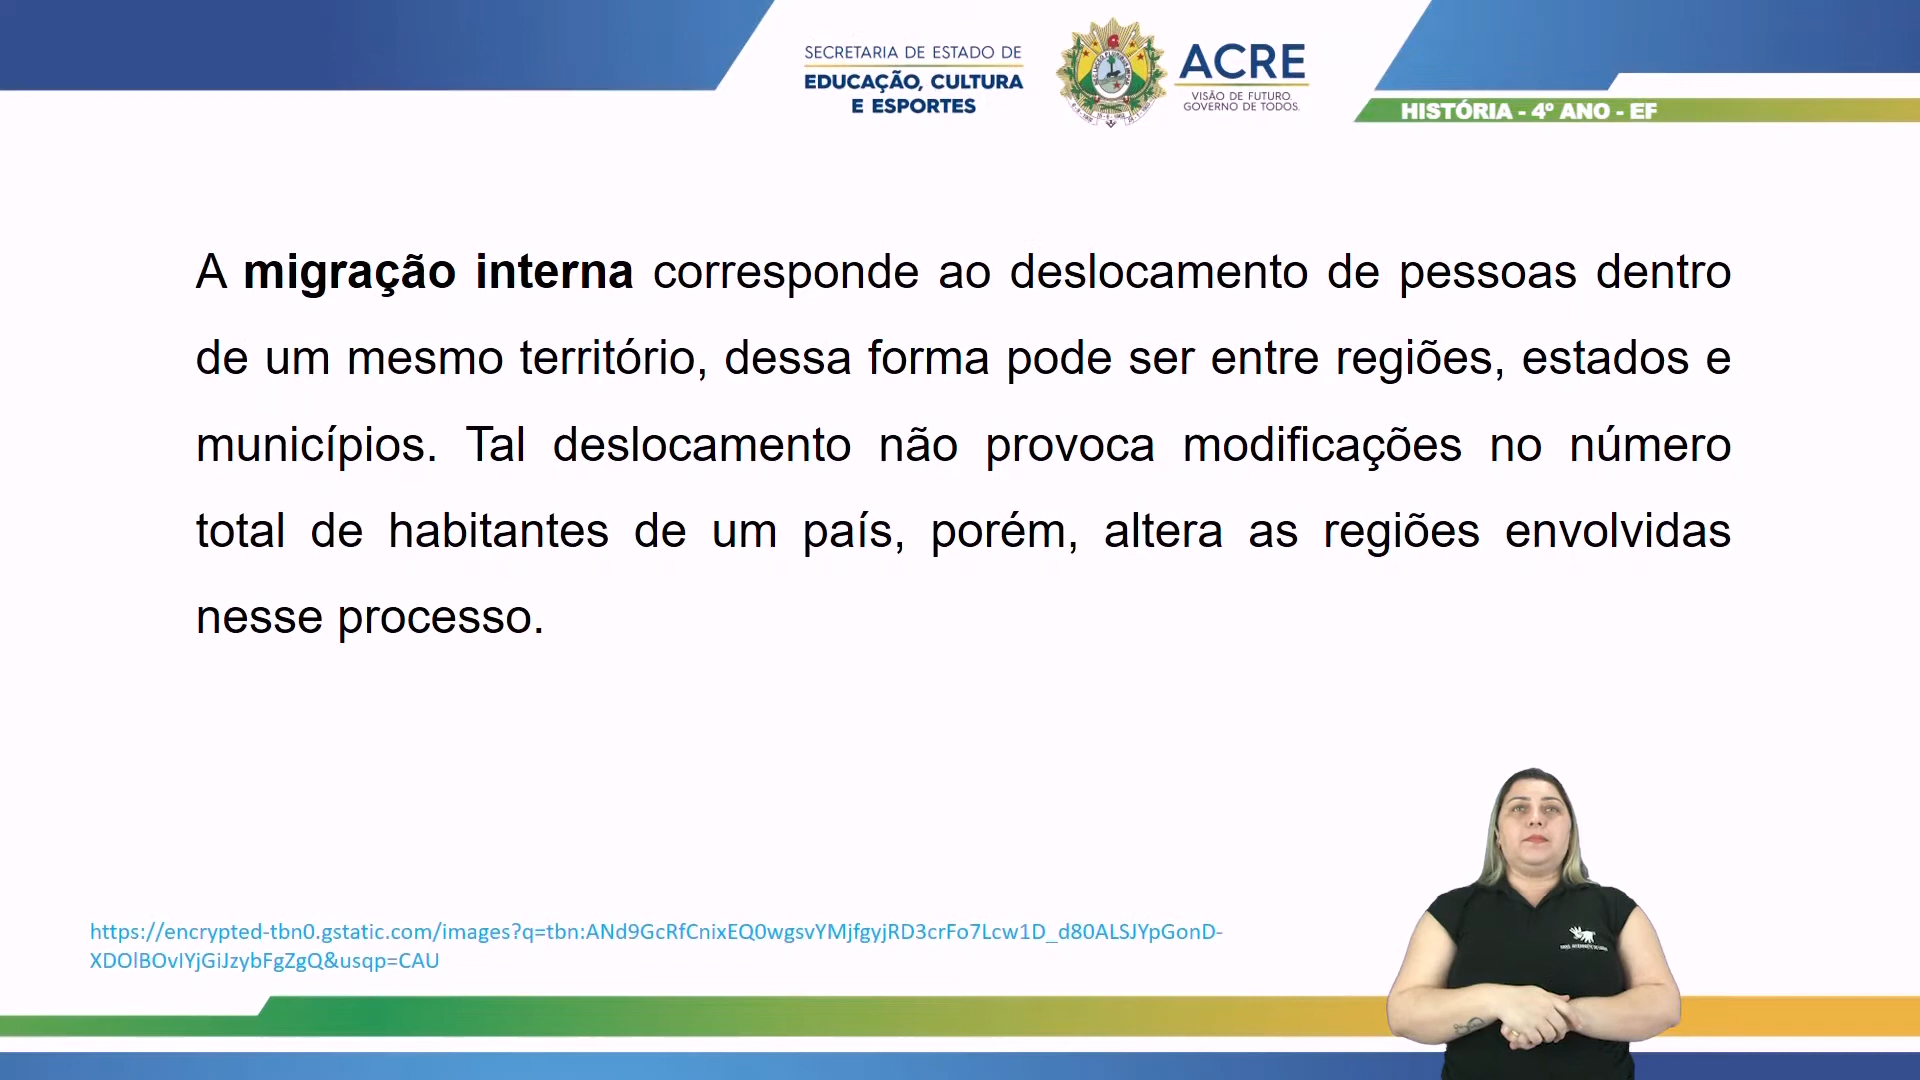 SECRETARIA DE ESTADO DE
EDUCAÇÃO, CULTURA
E ESPORTES
ACRE
VISÃO DE FUTURO.
GOVERNO DE TODOS.
HISTÓRIA - 4º ANO - EF
A migração interna corresponde ao deslocamento de pessoas dentro
de um mesmo território, dessa forma pode ser entre regiões, estados e
municípios. Tal deslocamento não provoca modificações no número
total de habitantes de um país, porém, altera as regiões envolvidas
nesse processo.
https://encrypted-tbn0.gstatic.com/images?q=tbn:ANd9GcRfCnixEQ0wgsvYMjfgyjRD3crFo7Lcw1D_d80ALSJYpGonD-
XDOlBOvIYjGiJzybFgZgQ&usqp=CAU